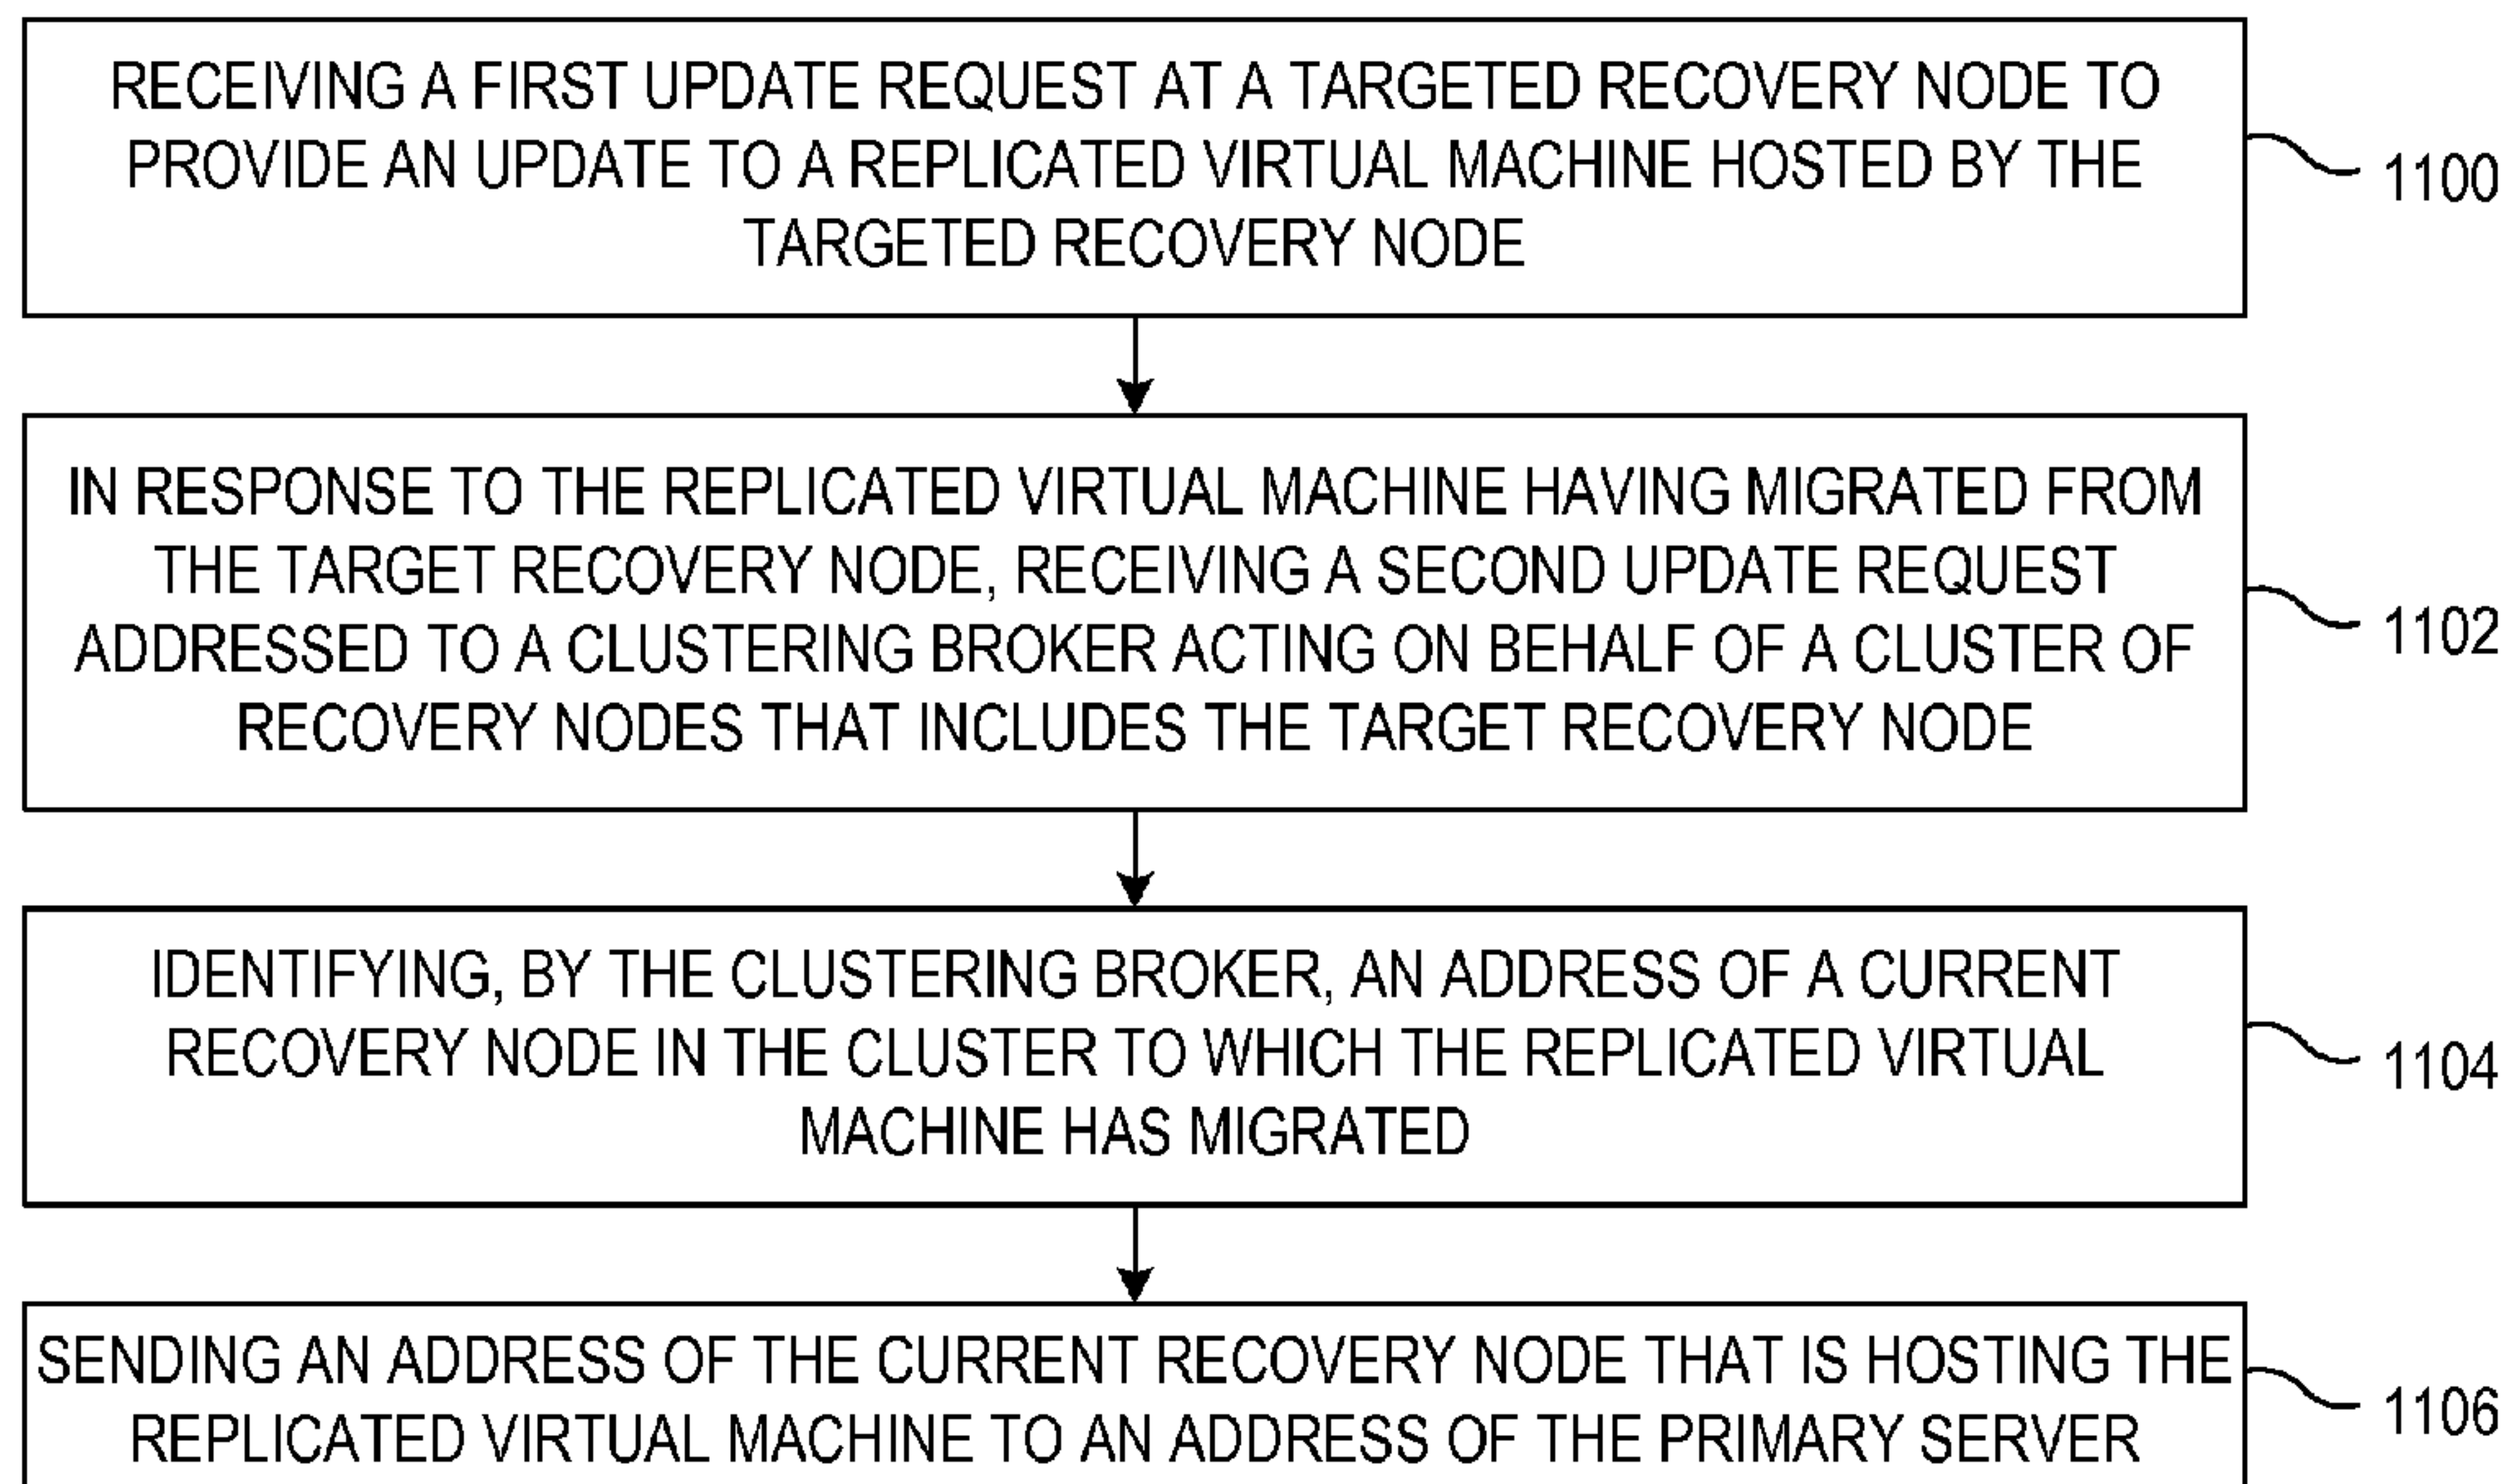 RECEIVING A FIRST UPDATE REQUEST AT A TARGETED RECOVERY NODE TO
PROVIDE AN UPDATE TO A REPLICATED VIRTUAL MACHINE HOSTED BY THE
TARGETED RECOVERY NODE
1100
IN RESPONSE TO THE REPLICATED VIRTUAL MACHINE HAVING MIGRATED FROM
THE TARGET RECOVERY NODE, RECEIVING A SECOND UPDATE REQUEST
ADDRESSED TO A CLUSTERING BROKER ACTING ON BEHALF OF A CLUSTER OF
RECOVERY NODES THAT INCLUDES THE TARGET RECOVERY NODE
1102
IDENTIFYING, BY THE CLUSTERING BROKER, AN ADDRESS OF A CURRENT
RECOVERY NODE IN THE CLUSTER TO WHICH THE REPLICATED VIRTUAL
MACHINE HAS MIGRATED
1104
SENDING AN ADDRESS OF THE CURRENT RECOVERY NODE THAT IS HOSTING THE
REPLICATED VIRTUAL MACHINE TO AN ADDRESS OF THE PRIMARY SERVER
1106